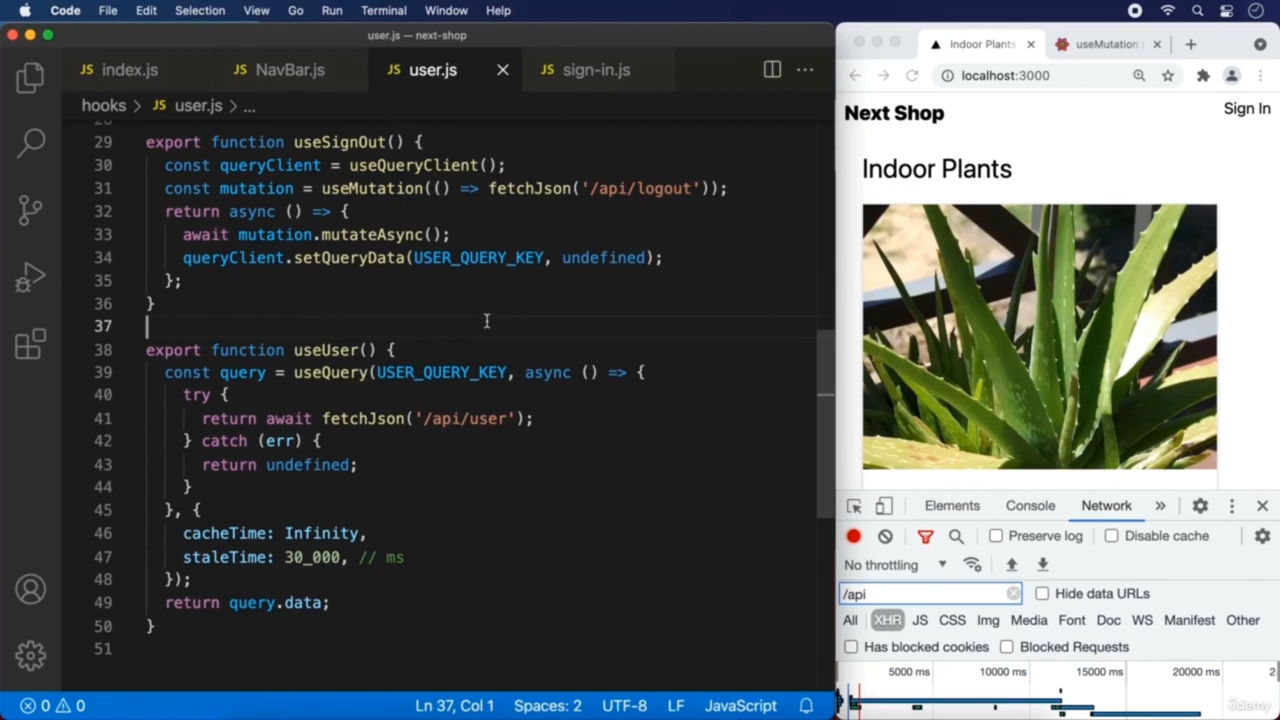 Code File Edit Selection View Go Run Terminal Window Help
user.js — next-shop
JS index.js JS NavBar.js JS user.js JS sign-in.js
hooks > JS user.js > ...
28
29 export function useSignOut() {
30 const queryClient = useQueryClient();
31 const mutation = useMutation(() => fetchJson('/api/logout'));
32 return async () => {
33 await mutation.mutateAsync();
34 queryClient.setQueryData(USER_QUERY_KEY, undefined);
35 };
36 }
37
38 export function useUser() {
39 const query = useQuery(USER_QUERY_KEY, async () => {
40 try {
41 return await fetchJson('/api/user');
42 } catch (err) {
43 return undefined;
44 }
45 }, {
46 cacheTime: Infinity,
47 staleTime: 30_000, // ms
48 });
49 return query.data;
50 }
51
0 0 Ln 37, Col 1 Spaces: 2 UTF-8 LF JavaScript
Indoor Plants useMutation
localhost:3000
Next Shop Sign In
Indoor Plants
Elements Console Network
Preserve log Disable cache
No throttling
/api Hide data URLs
All XHR JS CSS Img Media Font Doc WS Manifest Other
Has blocked cookies Blocked Requests
5000 ms 10000 ms 15000 ms 20000 ms 2
ûdemy